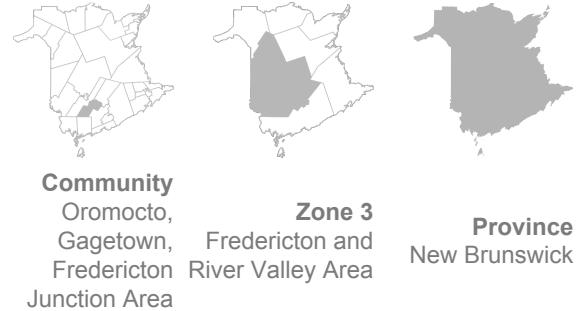 Community
Oromocto,
Gagetown,
Fredericton
Junction Area
Zone 3
Fredericton and
River Valley Area
Province
New Brunswick